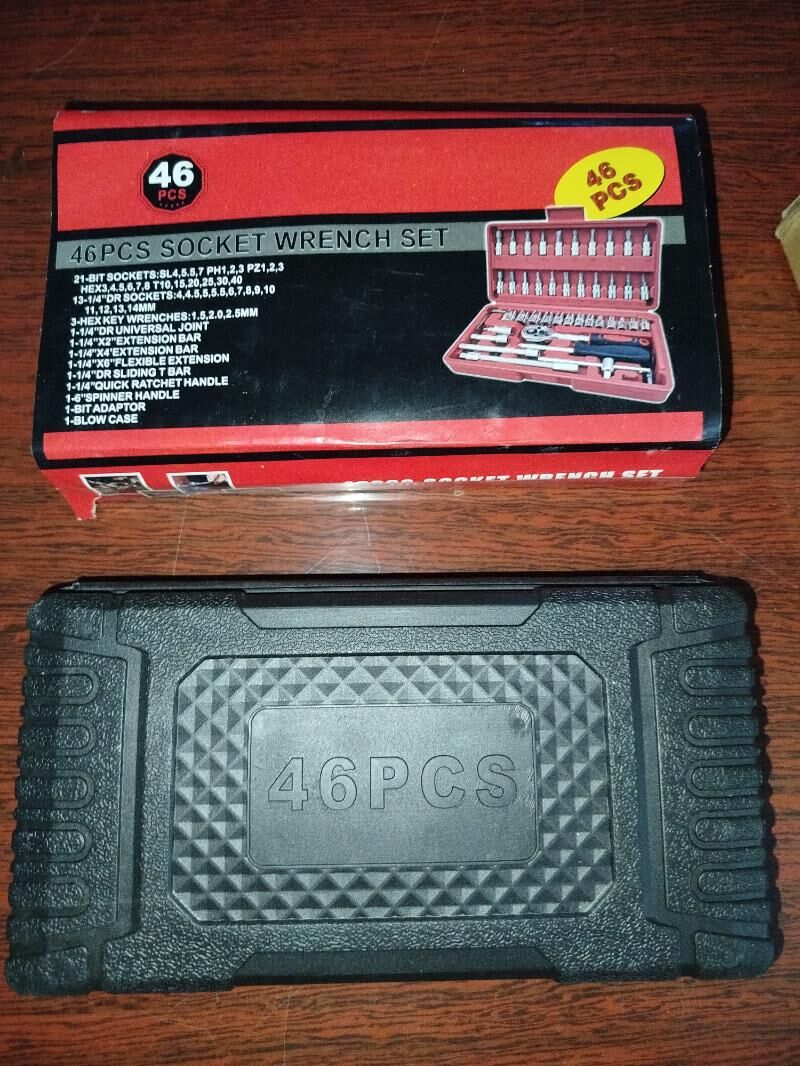 46
PCS
46
PCS
46PCS SOCKET WRENCH SET
21-BIT SOCKETS:SL4,5.5,7 PH1,2,3 PZ1,2,3
HEX3,4,5,6,7,8 T10,15,20,25,30,40
13-1/4"DR SOCKETS:4,4.5,5,5.5,6,7,8,9,10
11,12,13,14MM
3-HEX KEY WRENCHES:1.5,2.0,2.5MM
1-1/4"DR UNIVERSAL JOINT
1-1/4"X2"EXTENSION BAR
1-1/4"X4'EXTENSION BAR
1-1/4"X6"FLEXIBLE EXTENSION
1-1/4"DR SLIDING T BAR
1-1/4"QUICK RATCHET HANDLE
1-6"SPINNER HANDLE
1-BIT ADAPTOR
1-BLOW CASE
46PCS SOCKET WRENCH SET
46PCS